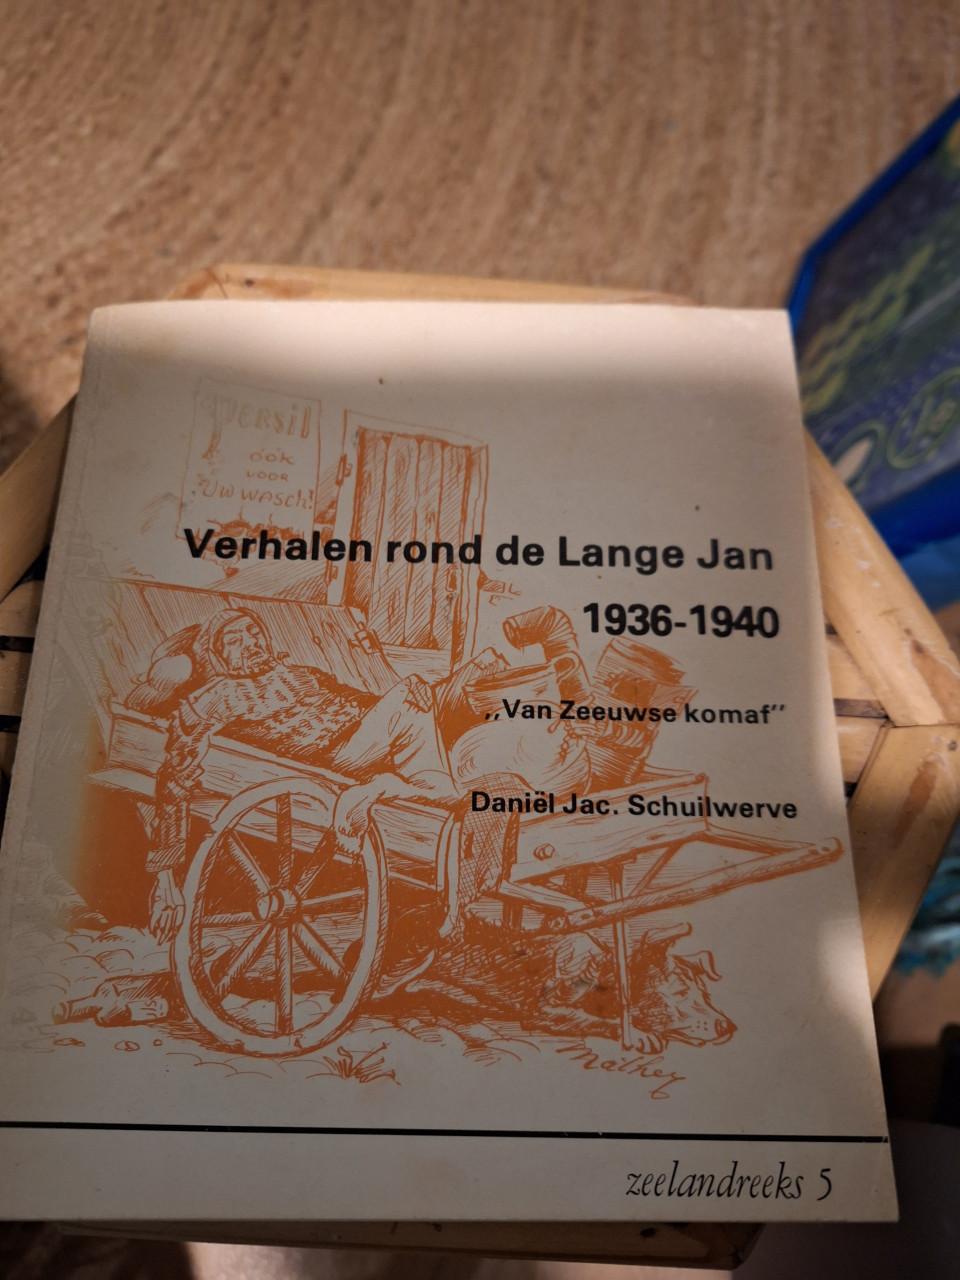 Persil
óók
voor
Uw wasch!
Verhalen rond de Lange Jan
1936-1940
,,Van Zeeuwse komaf”
Daniël Jac. Schuilwerve
zeelandreeks 5